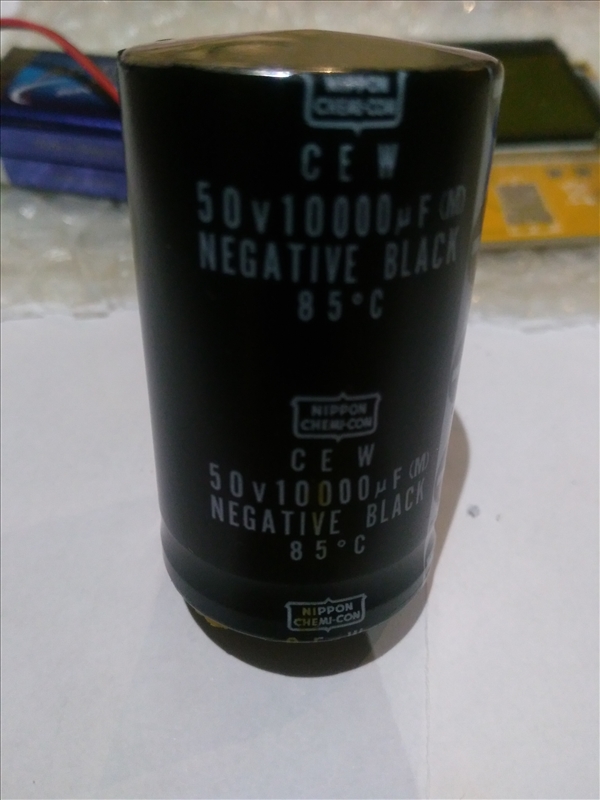 NIPPON
CHEMI-CON
CEW
50V10000μF(M)
NEGATIVE BLACK
85°C
NIPPON
CHEMI-CON
CEW
50V10000μF(M)
NEGATIVE BLACK
85°C
NIPPON
CHEMI-CON